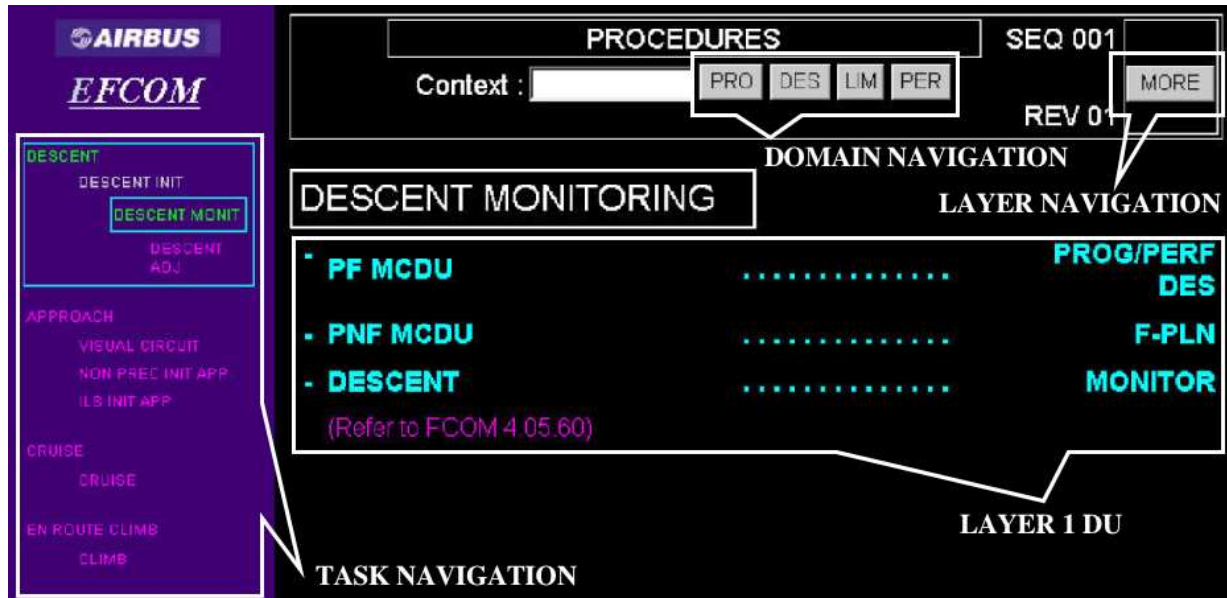 AIRBUS
EFCOM
DESCENT
DESCENT INIT
DESCENT MONIT
DESCENT
ADJ
APPROACH
VISUAL CIRCUIT
NON PREC INIT APP
ILS INIT APP
CRUISE
CRUISE
EN ROUTE CLIMB
CLIMB
TASK NAVIGATION
PROCEDURES
SEQ 001
Context :
PRO DES LIM PER
MORE
REV 01
DOMAIN NAVIGATION
LAYER NAVIGATION
DESCENT MONITORING
- PF MCDU .............. PROG/PERF
DES
- PNF MCDU .............. F-PLN
- DESCENT .............. MONITOR
(Refer to FCOM 4.05.60)
LAYER 1 DU